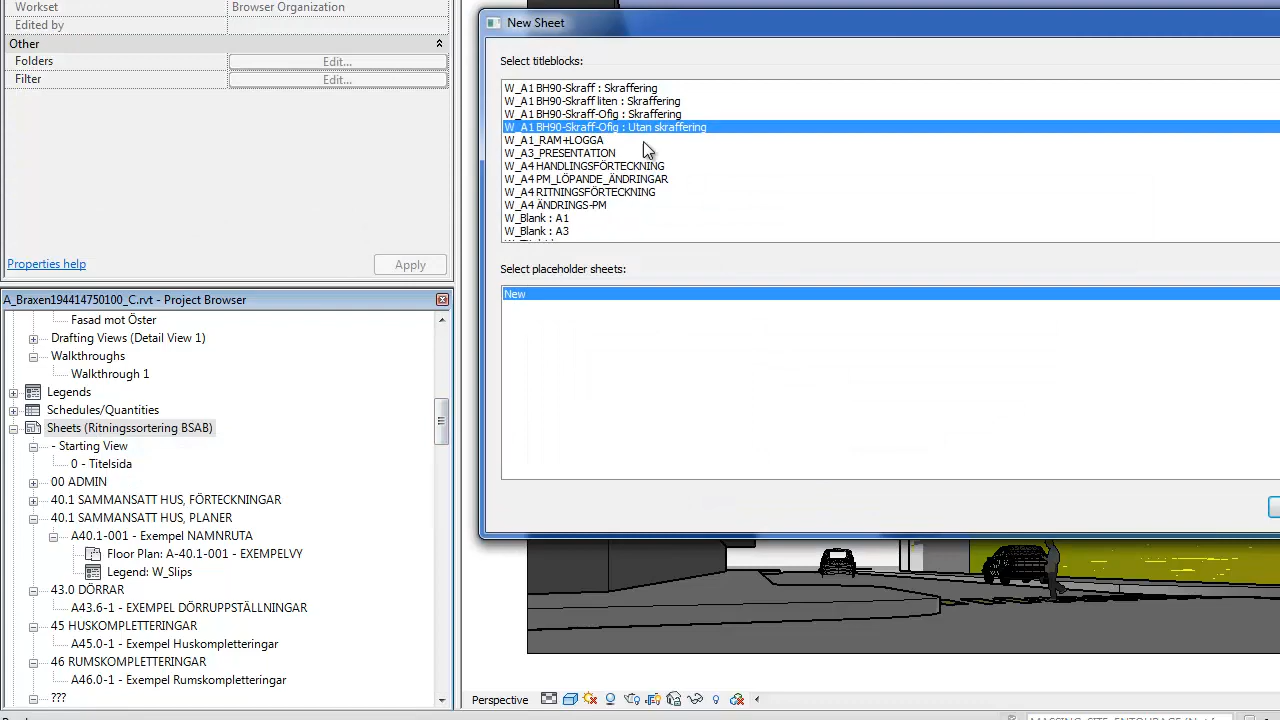 Workset
Browser Organization
Edited by
Other
Folders
Edit...
Filter
Edit...
Properties help
Apply
A_Braxen194414750100_C.rvt - Project Browser
Fasad mot Öster
Drafting Views (Detail View 1)
Walkthroughs
Walkthrough 1
Legends
Schedules/Quantities
Sheets (Ritningssortering BSAB)
- Starting View
0 - Titelsida
00 ADMIN
40.1 SAMMANSATT HUS, FÖRTECKNINGAR
40.1 SAMMANSATT HUS, PLANER
A40.1-001 - Exempel NAMNRUTA
Floor Plan: A-40.1-001 - EXEMPELVY
Legend: W_Slips
43.0 DÖRRAR
A43.6-1 - EXEMPEL DÖRRUPPSTÄLLNINGAR
45 HUSKOMPLETTERINGAR
A45.0-1 - Exempel Huskompletteringar
46 RUMSKOMPLETTERINGAR
A46.0-1 - Exempel Rumskompletteringar
???
New Sheet
Select titleblocks:
W_A1 BH90-Skraff : Skraffering
W_A1 BH90-Skraff liten : Skraffering
W_A1 BH90-Skraff-Ofig : Skraffering
W_A1 BH90-Skraff-Ofig : Utan skraffering
W_A1_RAM+LOGGA
W_A3_PRESENTATION
W_A4 HANDLINGSFÖRTECKNING
W_A4 PM_LÖPANDE_ÄNDRINGAR
W_A4 RITNINGSFÖRTECKNING
W_A4 ÄNDRINGS-PM
W_Blank : A1
W_Blank : A3
Select placeholder sheets:
New
Perspective